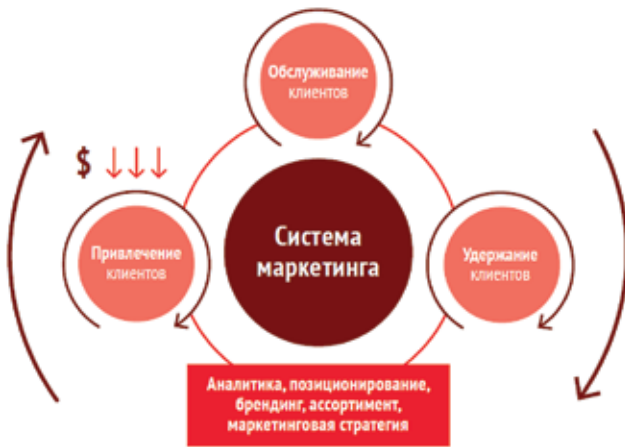 Обслуживание
клиентов
$ ↓↓↓
Привлечение
клиентов
Система
маркетинга
Удержание
клиентов
Аналитика, позиционирование,
брендинг, ассортимент,
маркетинговая стратегия